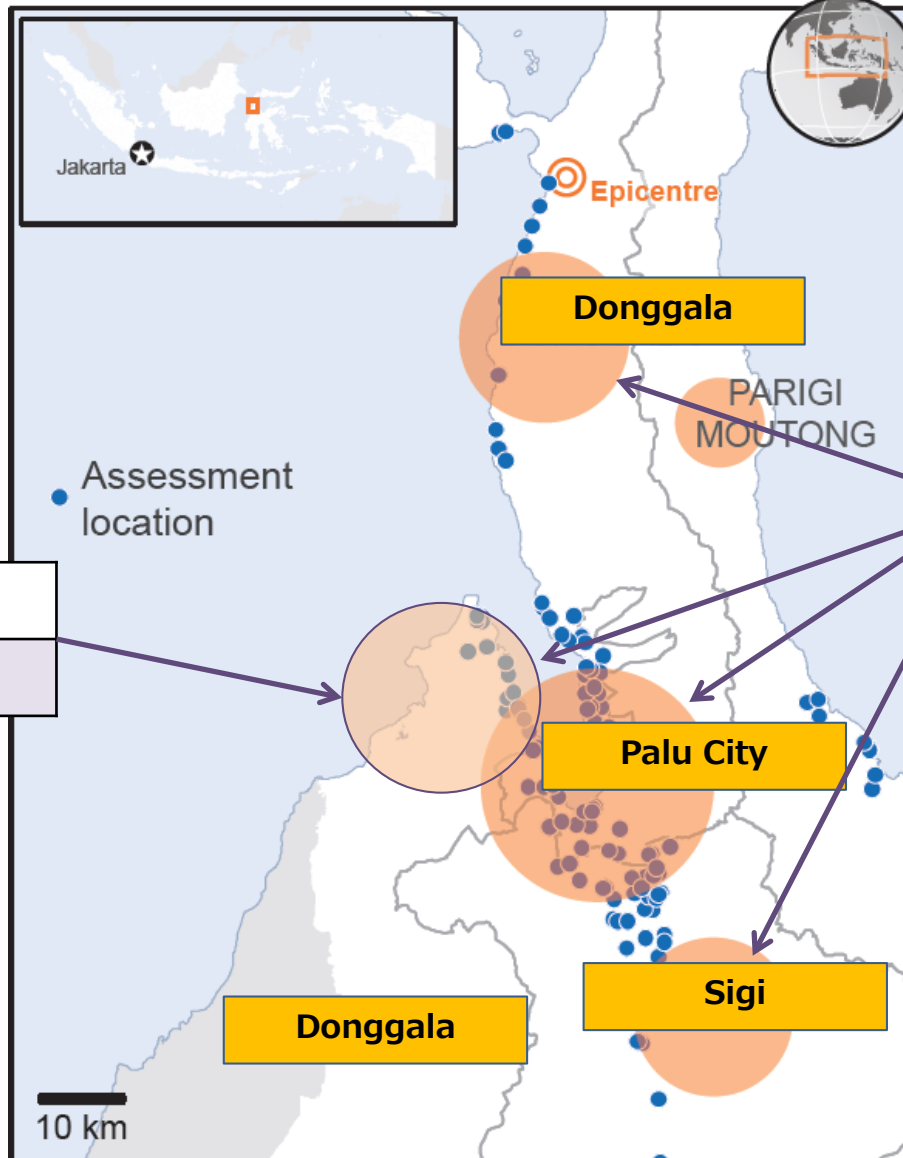 Jakarta
Epicentre
Donggala
PARIGI
MOUTONG
Assessment
location
Palu City
Sigi
Donggala
10 km